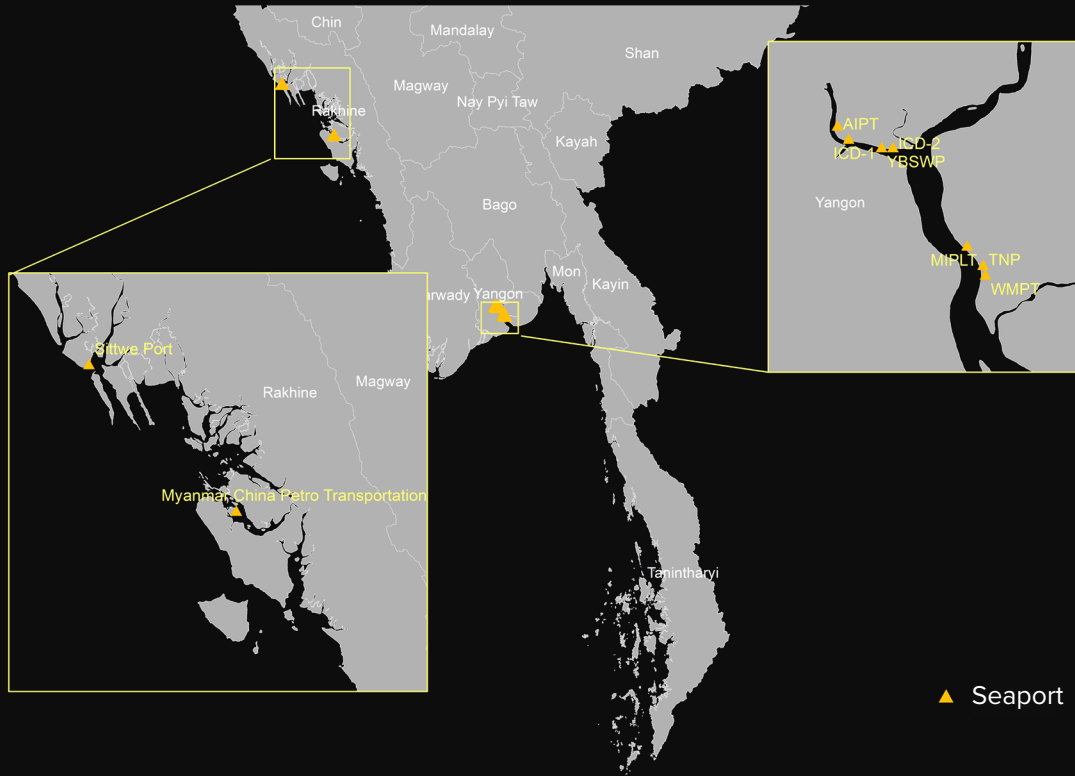 Chin
Mandalay
Shan
Magway
Nay Pyi Taw
Rakhine
Kayah
Bago
Mon
Kayin
rwady
Yangon
Tanintharyi
AIPT
ICD-1
ICD-2
YBSWP
Yangon
MIPLT
TNP
WMPT
Sittwe Port
Rakhine
Magway
Myanmar China Petro Transportation
Seaport